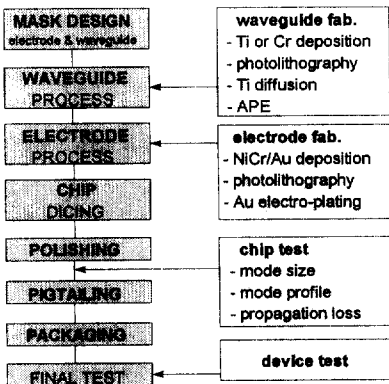 MASK DESIGN
electrode & waveguide
WAVEGUIDE
PROCESS
ELECTRODE
PROCESS
CHIP
DICING
POLISHING
PIGTAILING
PACKAGING
FINAL TEST
waveguide fab.
- Ti or Cr deposition
- photolithography
- Ti diffusion
- APE
electrode fab.
- NiCr/Au deposition
- photolithography
- Au electro-plating
chip test
- mode size
- mode profile
- propagation loss
device test